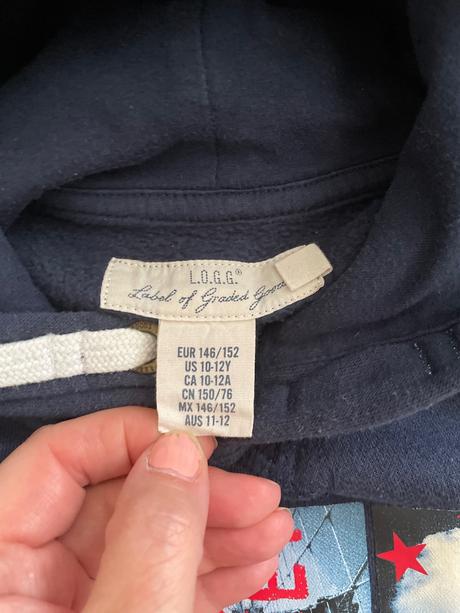 L.O.G.G.®
Label of Graded Goods
EUR 146/152
US 10-12Y
CA 10-12A
CN 150/76
MX 146/152
AUS 11-12